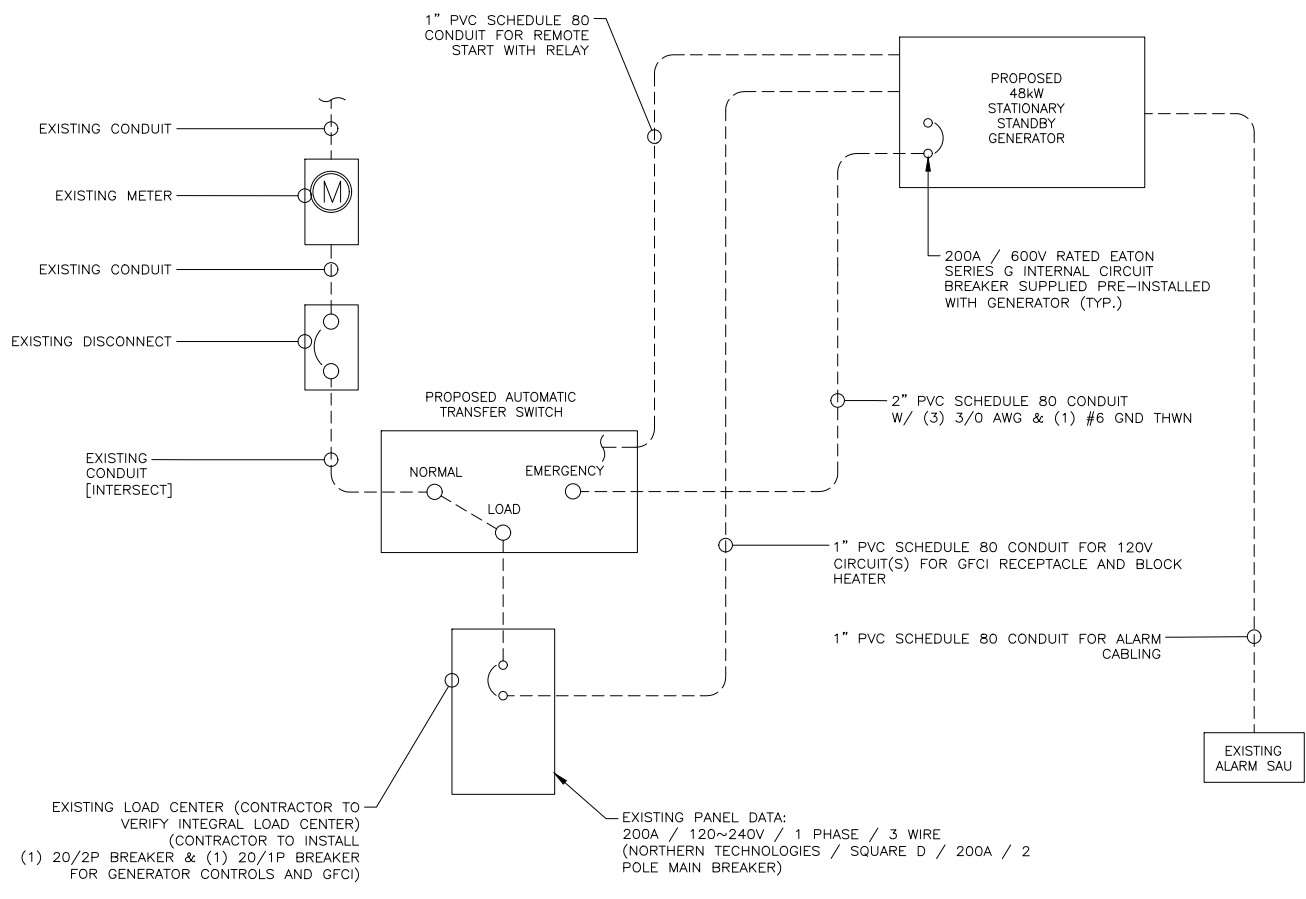 1” PVC SCHEDULE 80
CONDUIT FOR REMOTE
START WITH RELAY
PROPOSED
48kW
STATIONARY
STANDBY
GENERATOR
EXISTING CONDUIT
EXISTING METER
M
EXISTING CONDUIT
200A / 600V RATED EATON
SERIES G INTERNAL CIRCUIT
BREAKER SUPPLIED PRE-INSTALLED
WITH GENERATOR (TYP.)
EXISTING DISCONNECT
PROPOSED AUTOMATIC
TRANSFER SWITCH
2” PVC SCHEDULE 80 CONDUIT
W/ (3) 3/0 AWG & (1) #6 GND THWN
EXISTING
CONDUIT
[INTERSECT]
NORMAL
EMERGENCY
LOAD
1” PVC SCHEDULE 80 CONDUIT FOR 120V
CIRCUIT(S) FOR GFCI RECEPTACLE AND BLOCK
HEATER
1” PVC SCHEDULE 80 CONDUIT FOR ALARM
CABLING
EXISTING
ALARM SAU
EXISTING LOAD CENTER (CONTRACTOR TO
VERIFY INTEGRAL LOAD CENTER)
(CONTRACTOR TO INSTALL
(1) 20/2P BREAKER & (1) 20/1P BREAKER
FOR GENERATOR CONTROLS AND GFCI)
EXISTING PANEL DATA:
200A / 120~240V / 1 PHASE / 3 WIRE
(NORTHERN TECHNOLOGIES / SQUARE D / 200A / 2
POLE MAIN BREAKER)